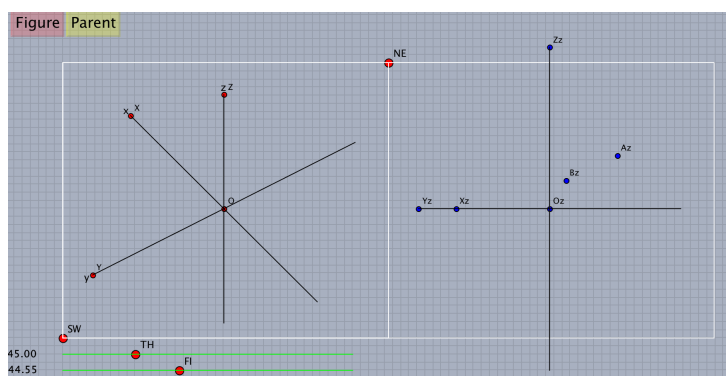 Figure Parent
NE
Zz
z Z
x X
Az
Bz
O
Yz Xz Oz
Y
y
SW
TH
45.00
FI
44.55